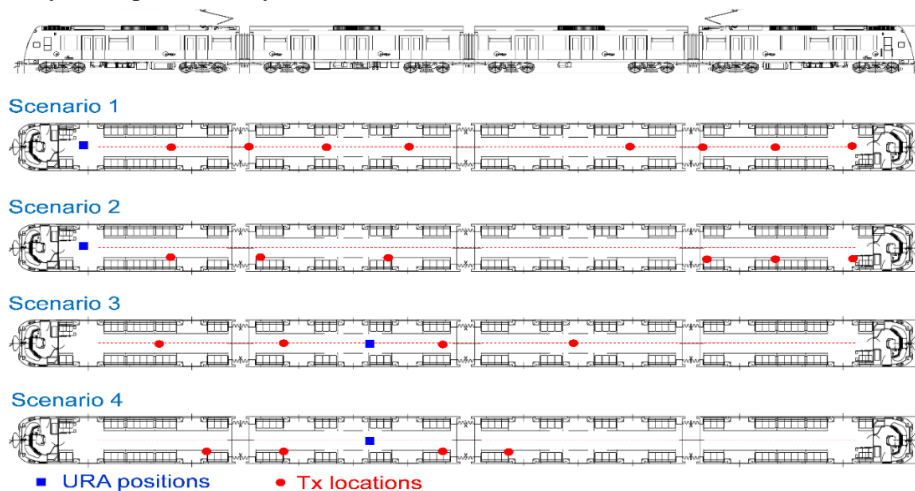 Scenario 1
Scenario 2
Scenario 3
Scenario 4
URA positions
Tx locations